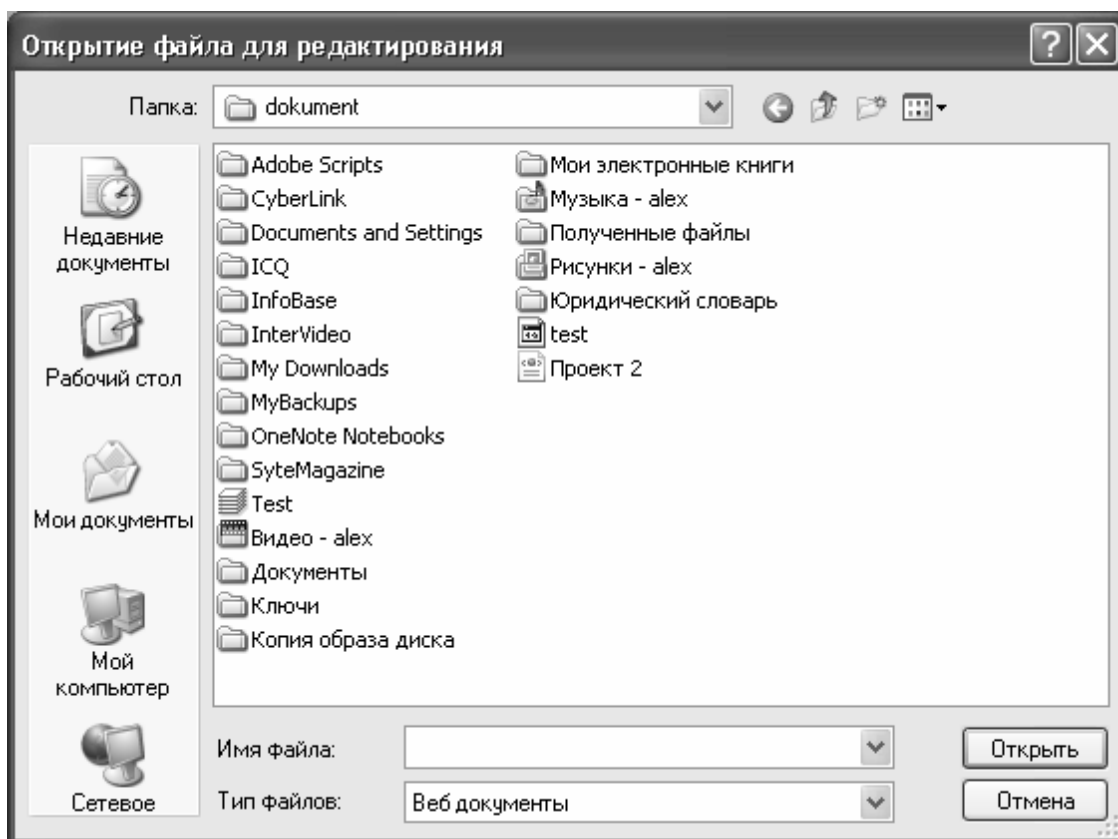 Открытие файла для редактирования
Папка:
dokument
Недавние
документы
Рабочий стол
Мои документы
Мой
компьютер
Сетевое
Adobe Scripts
CyberLink
Documents and Settings
ICQ
InfoBase
InterVideo
My Downloads
MyBackups
OneNote Notebooks
SyteMagazine
Test
Видео - alex
Документы
Ключи
Копия образа диска
Мои электронные книги
Музыка - alex
Полученные файлы
Рисунки - alex
Юридический словарь
test
Проект 2
Имя файла:
Открыть
Тип файлов:
Веб документы
Отмена